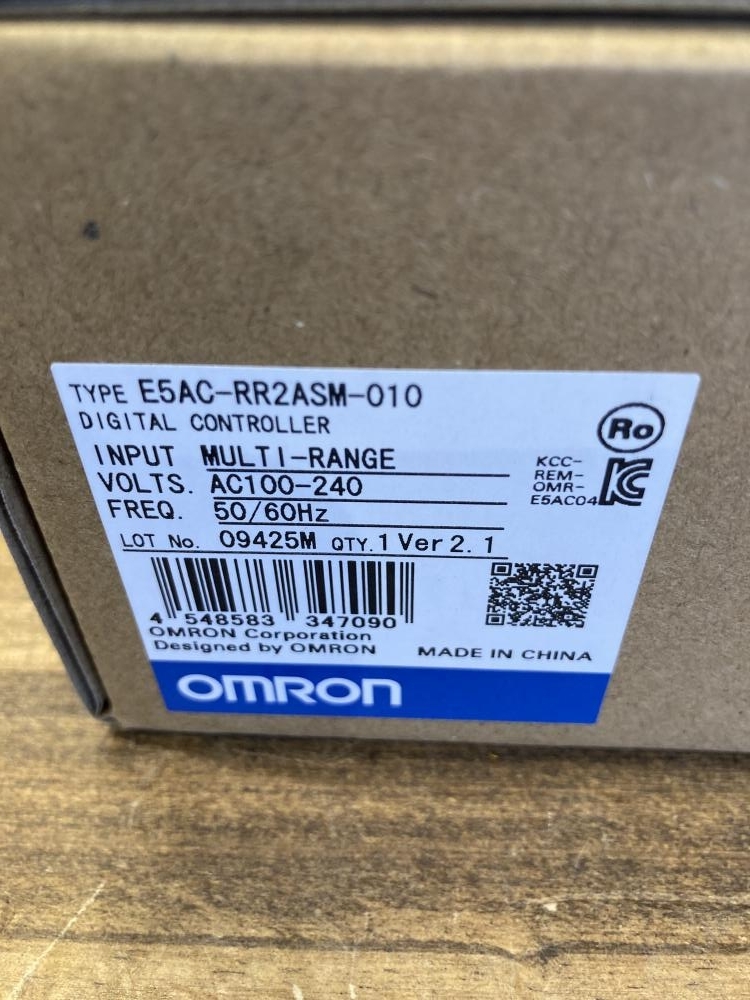 TYPE E5AC-RR2ASM-010
DIGITAL CONTROLLER
INPUT MULTI-RANGE
VOLTS. AC100-240
FREQ. 50/60Hz
LOT No. 09425M QTY.1 Ver 2.1
Ro
KCC-
REM-
OMR-
E5AC04
4 548583 347090
OMRON Corporation
Designed by OMRON
MADE IN CHINA
OMRON